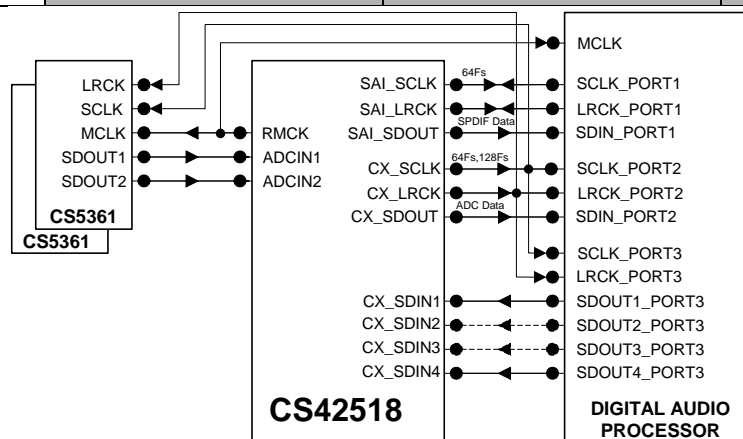 LRCK
SCLK
MCLK
SDOUT1
SDOUT2
CS5361
CS5361
RMCK
ADCIN1
ADCIN2
SAI_SCLK
SAI_LRCK
SAI_SDOUT
CX_SCLK
CX_LRCK
CX_SDOUT
CX_SDIN1
CX_SDIN2
CX_SDIN3
CX_SDIN4
CS42518
64Fs
SPDIF Data
64Fs,128Fs
ADC Data
MCLK
SCLK_PORT1
LRCK_PORT1
SDIN_PORT1
SCLK_PORT2
LRCK_PORT2
SDIN_PORT2
SCLK_PORT3
LRCK_PORT3
SDOUT1_PORT3
SDOUT2_PORT3
SDOUT3_PORT3
SDOUT4_PORT3
DIGITAL AUDIO
PROCESSOR